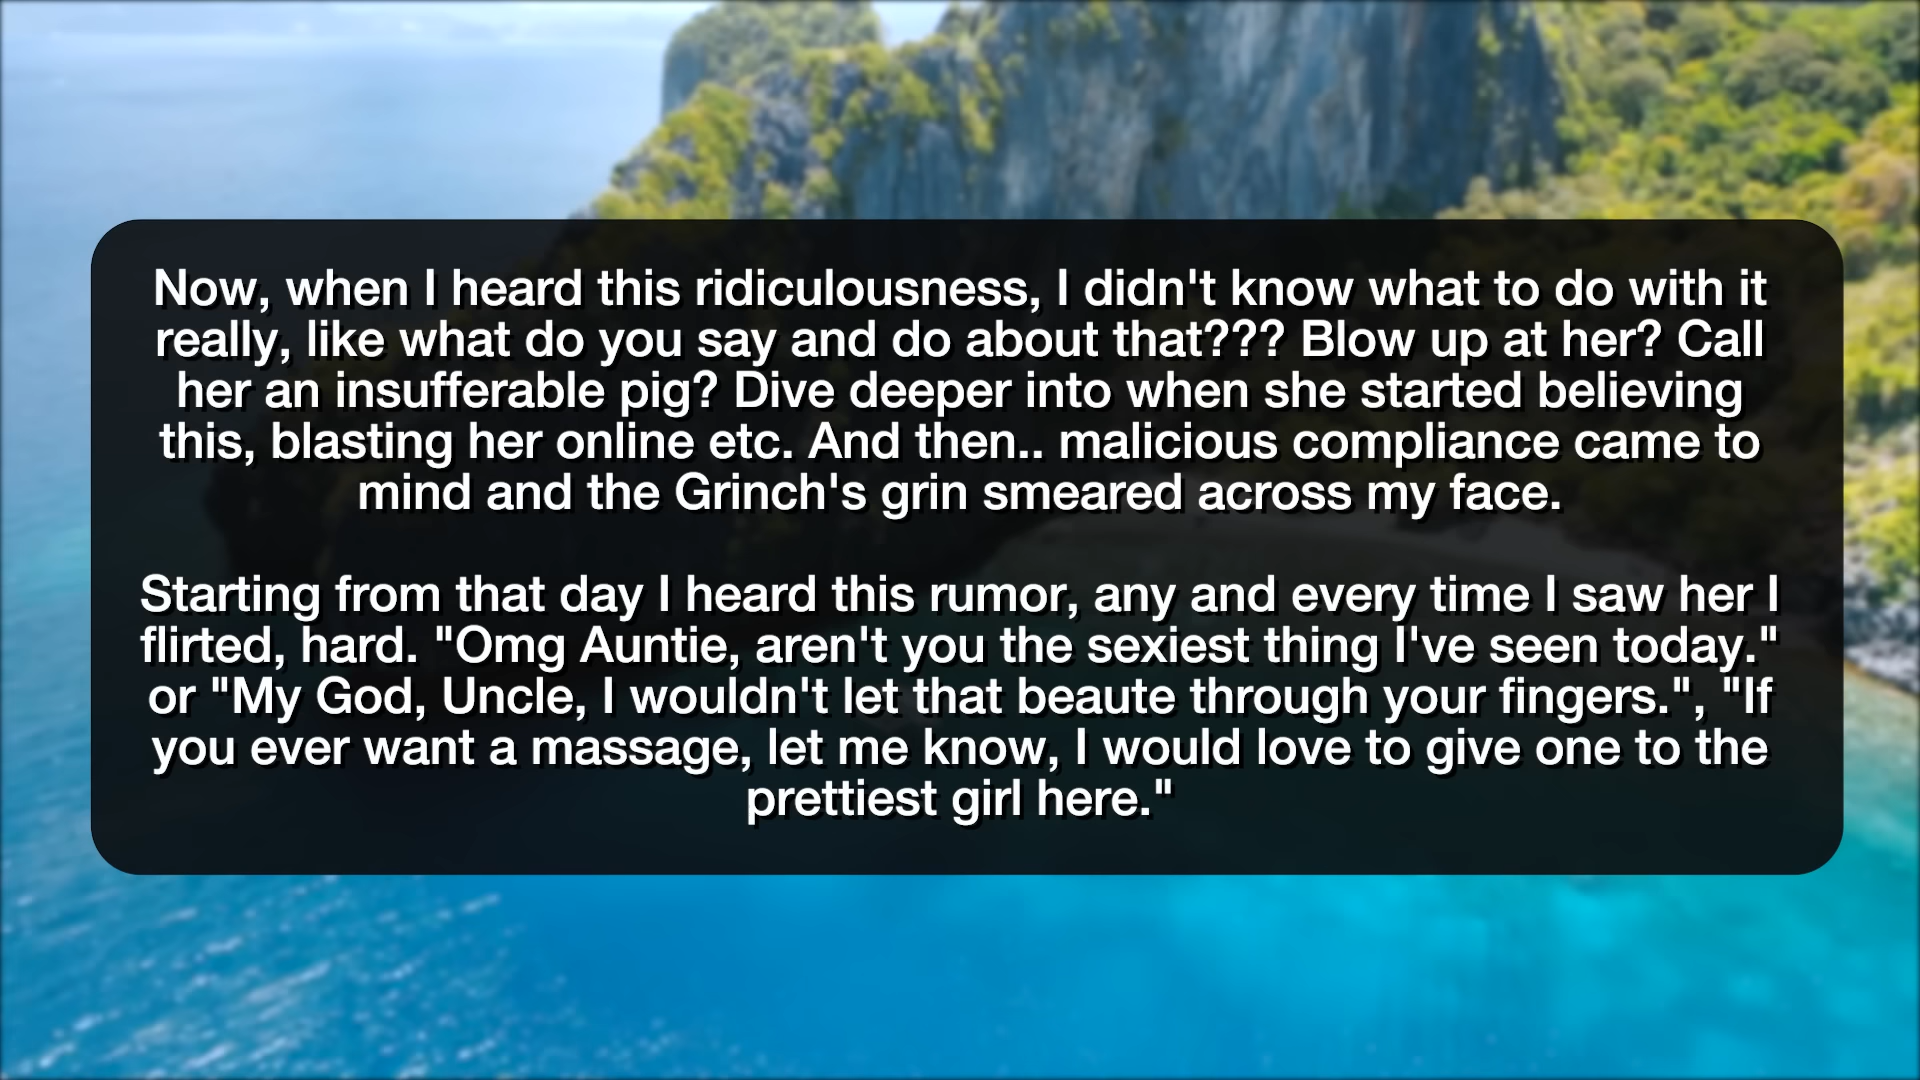 Now, when I heard this ridiculousness, I didn't know what to do with it
really, like what do you say and do about that??? Blow up at her? Call
her an insufferable pig? Dive deeper into when she started believing
this, blasting her online etc. And then.. malicious compliance came to
mind and the Grinch's grin smeared across my face.
Starting from that day I heard this rumor, any and every time I saw her I
flirted, hard. "Omg Auntie, aren't you the sexiest thing I've seen today."
or "My God, Uncle, I wouldn't let that beaute through your fingers.", "If
you ever want a massage, let me know, I would love to give one to the
prettiest girl here."